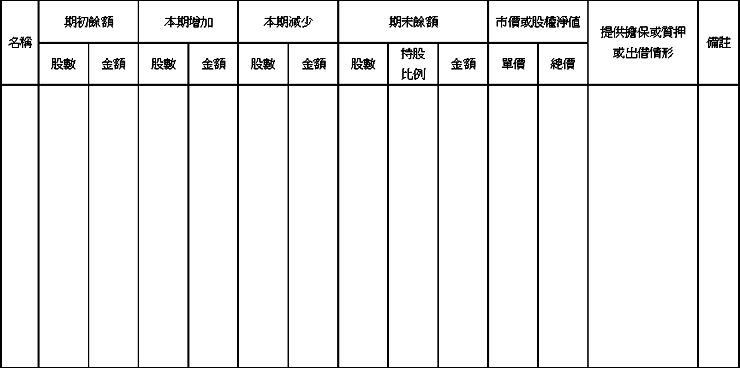 名稱 期初餘額 本期增加 本期減少 期末餘額 市價或股權淨值 提供擔保或質押 備註
或出借情形
股數 金額 股數 金額 股數 金額 股數 持股 金額 單價 總價
比例